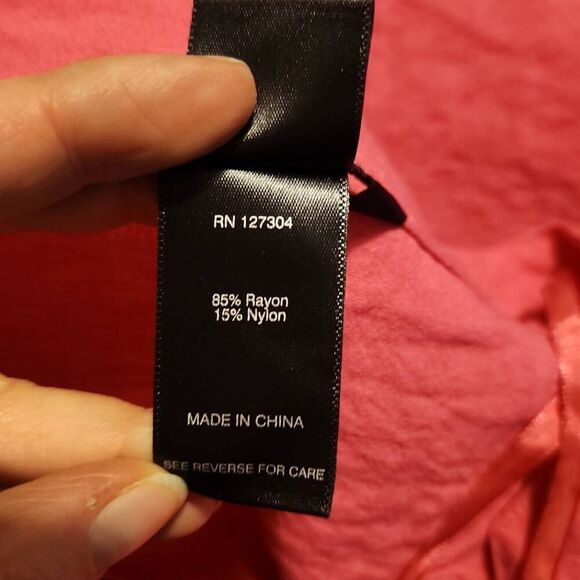 RN 127304
85% Rayon
15% Nylon
MADE IN CHINA
SEE REVERSE FOR CARE